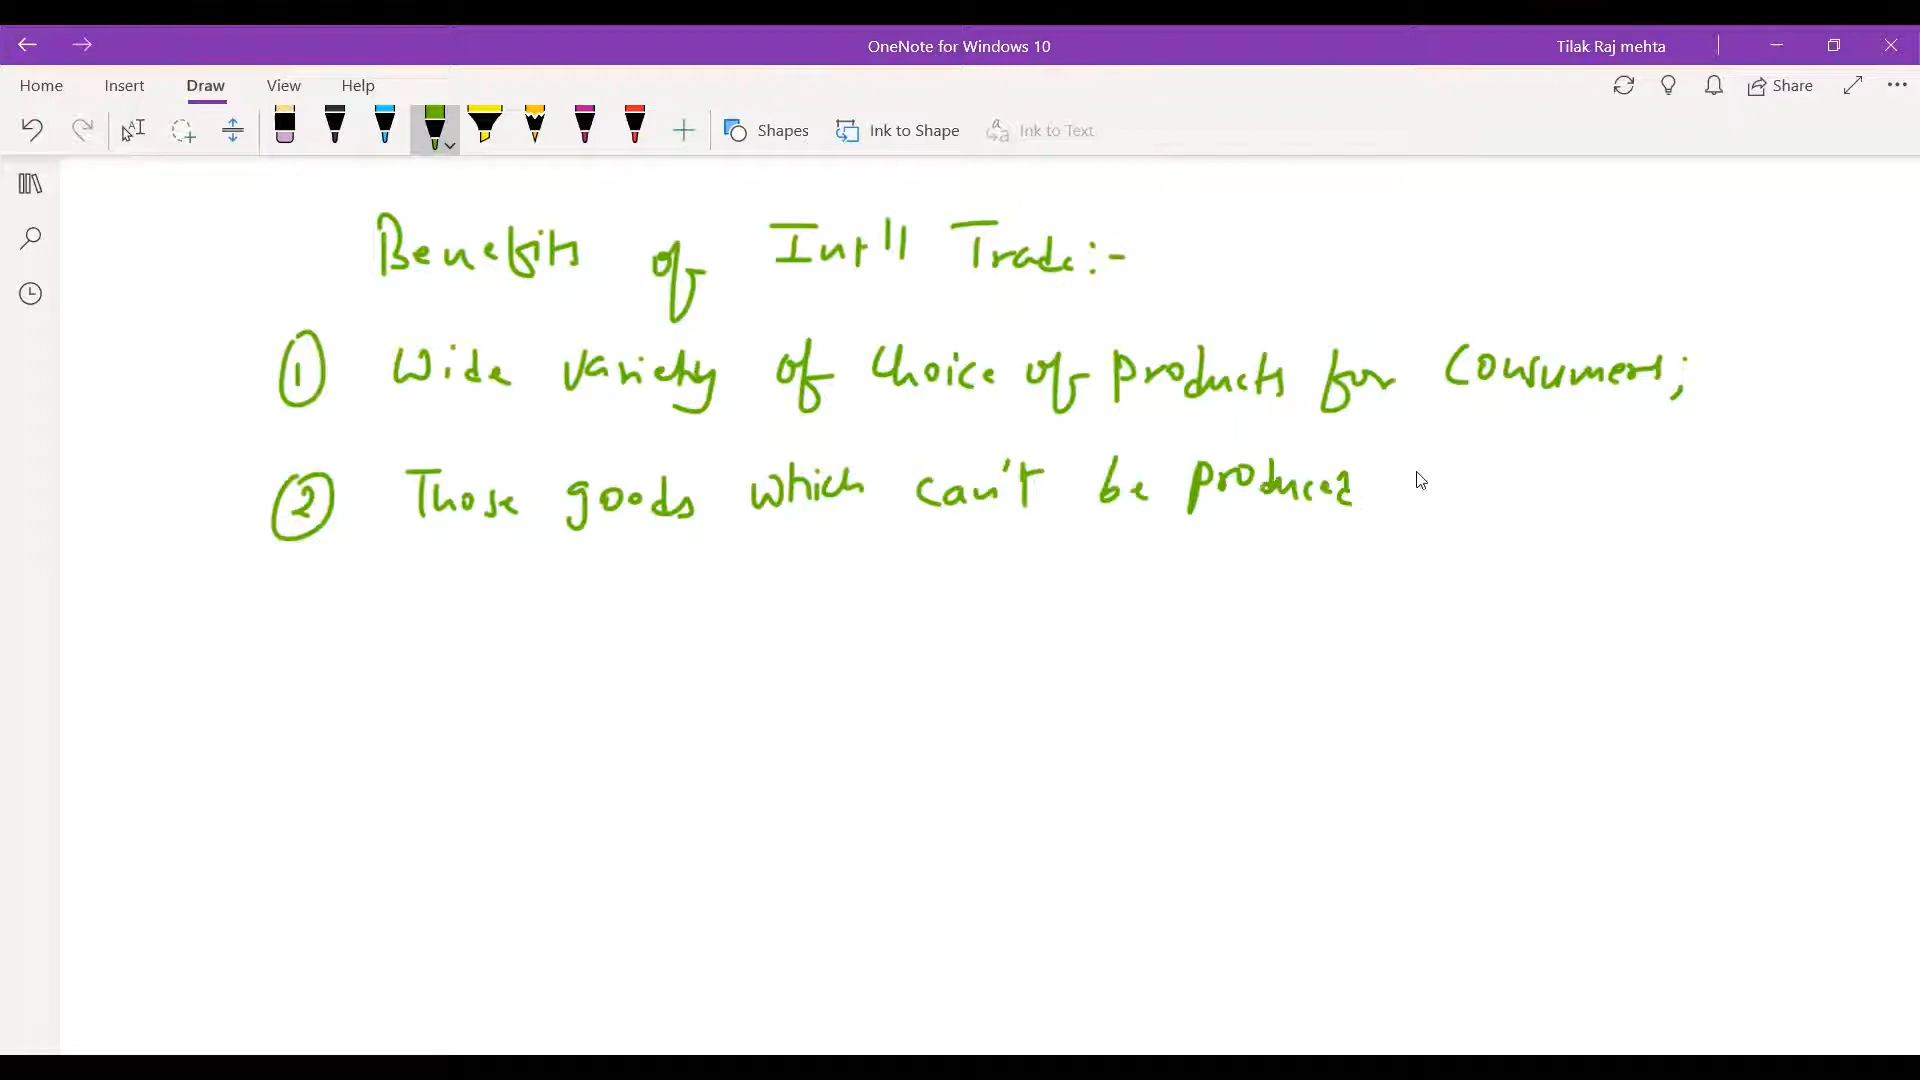 OneNote for Windows 10
Tilak Raj mehta
Home Insert Draw View Help
Share
Shapes Ink to Shape Ink to Text
Benefits of Int'll Trade:-
① Wide variety of choice of products for consumers;
② Those goods which can't be produced